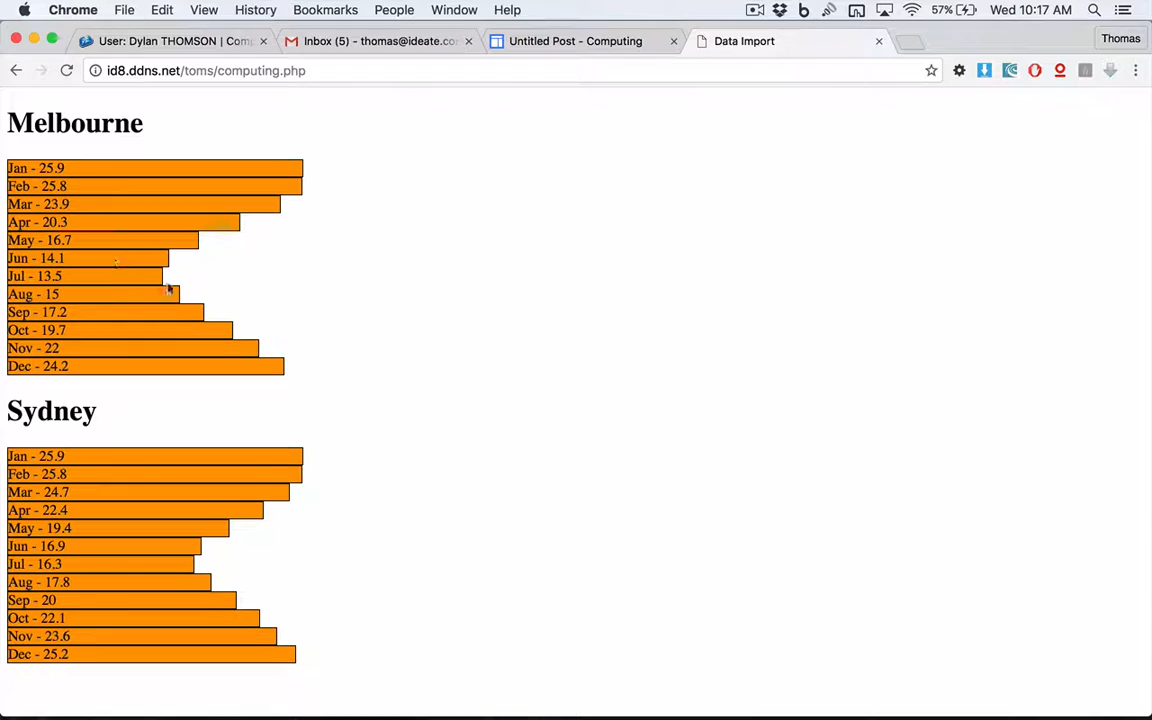 Chrome File Edit View History Bookmarks People Window Help 57% Wed 10:17 AM
User: Dylan THOMSON | Comp Inbox (5) - thomas@ideate.co Untitled Post - Computing Data Import Thomas
id8.ddns.net/toms/computing.php
Melbourne
Jan - 25.9
Feb - 25.8
Mar - 23.9
Apr - 20.3
May - 16.7
Jun - 14.1
Jul - 13.5
Aug - 15
Sep - 17.2
Oct - 19.7
Nov - 22
Dec - 24.2
Sydney
Jan - 25.9
Feb - 25.8
Mar - 24.7
Apr - 22.4
May - 19.4
Jun - 16.9
Jul - 16.3
Aug - 17.8
Sep - 20
Oct - 22.1
Nov - 23.6
Dec - 25.2